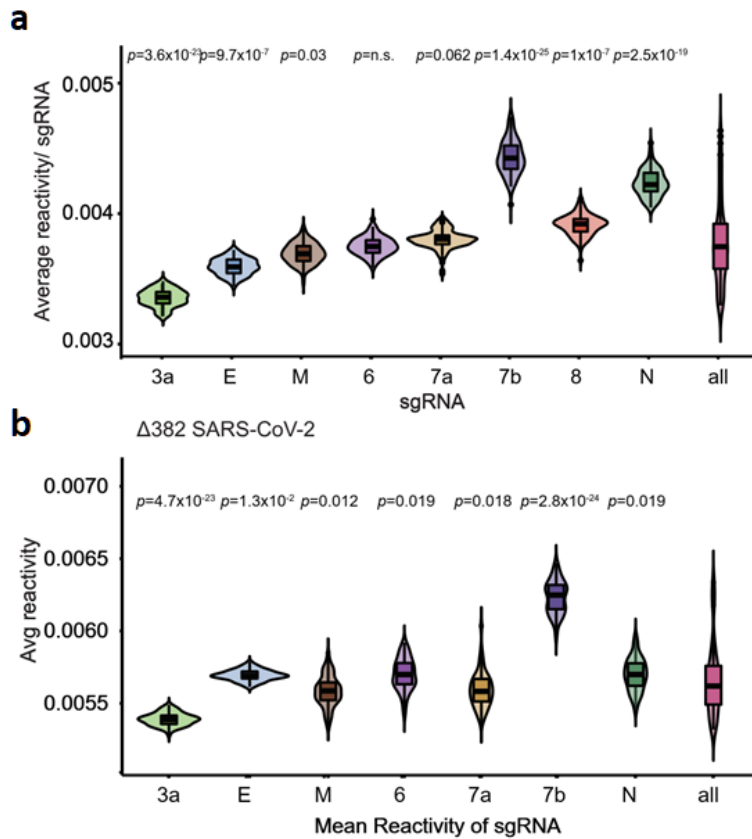 a
p=3.6x10⁻²³ p=9.7x10⁻⁷ p=0.03 p=n.s. p=0.062 p=1.4x10⁻²⁵ p=1x10⁻⁷ p=2.5x10⁻¹⁹
Average reactivity/ sgRNA
0.005
0.004
0.003
3a E M 6 7a 7b 8 N all
sgRNA
b
Δ382 SARS-CoV-2
Avg reactivity
0.0070
p=4.7x10⁻²³ p=1.3x10⁻² p=0.012 p=0.019 p=0.018 p=2.8x10⁻²⁴ p=0.019
0.0065
0.0060
0.0055
3a E M 6 7a 7b N all
Mean Reactivity of sgRNA